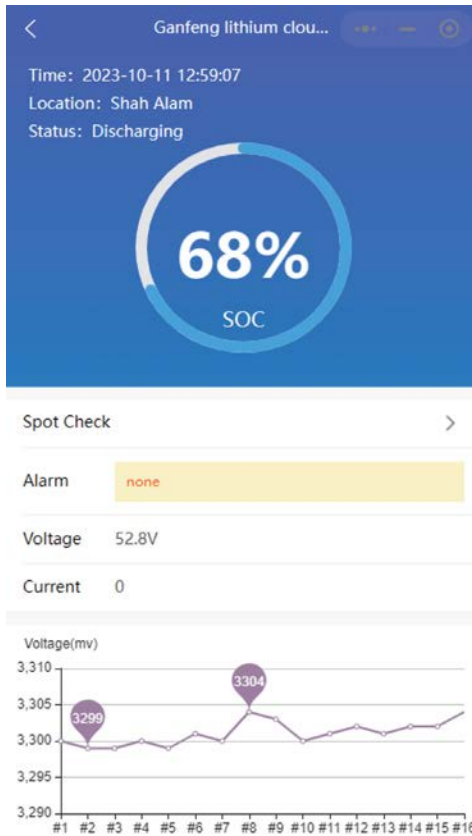 Ganfeng lithium clou...
Time: 2023-10-11 12:59:07
Location: Shah Alam
Status: Discharging
68%
SOC
Spot Check
Alarm none
Voltage 52.8V
Current 0
Voltage(mv)
3,310
3304
3,305
3299
3,300
3,295
3,290
#1 #2 #3 #4 #5 #6 #7 #8 #9 #10 #11 #12 #13 #14 #15 #16